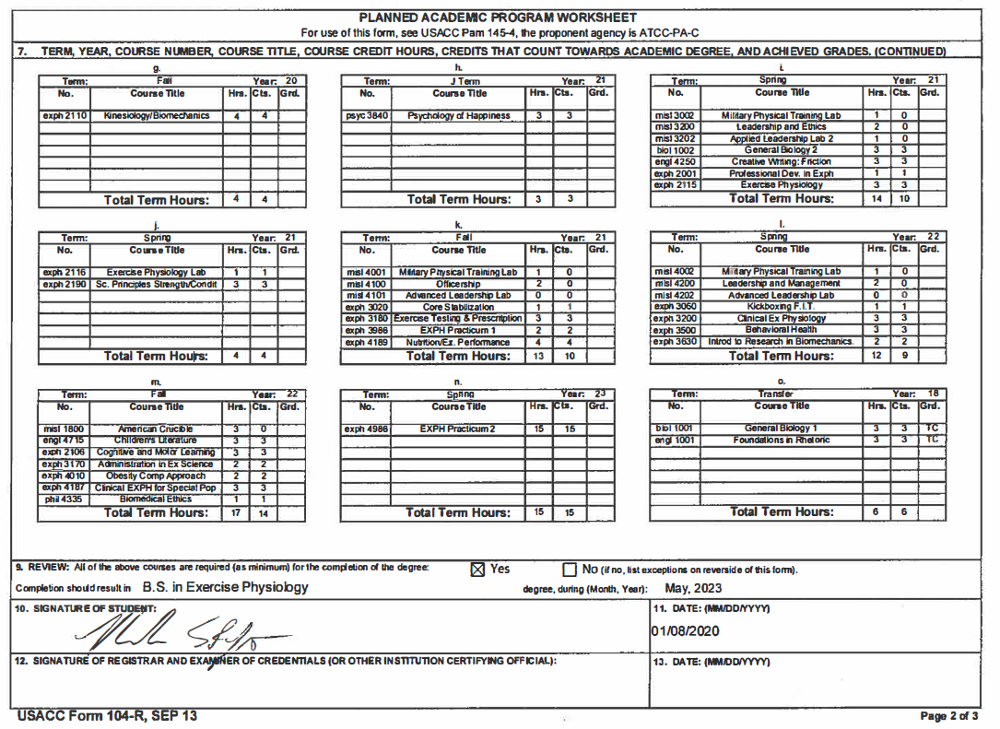 PLANNED ACADEMIC PROGRAM WORKSHEET
For use of this form, see USACC Pam 145-4, the proponent agency is ATCC-PA-C
7. TERM, YEAR, COURSE NUMBER, COURSE TITLE, COURSE CREDIT HOURS, CREDITS THAT COUNT TOWARDS ACADEMIC DEGREE, AND ACHIEVED GRADES. (CONTINUED)
g.
Term: Fall Year: 20
No. Course Title Hrs. Cts. Grd.
exph 2110 Kinesiology/Biomechanics 4 4
Total Term Hours: 4 4
h.
Term: J Term Year: 21
No. Course Title Hrs. Cts. Grd.
psyc 3840 Psychology of Happiness 3 3
Total Term Hours: 3 3
i.
Term: Spring Year: 21
No. Course Title Hrs. Cts. Grd.
misl 3002 Military Physical Training Lab 1 0
misl 3200 Leadership and Ethics 2 0
misl 3202 Applied Leadership Lab 2 1 0
biol 1002 General Biology 2 3 3
engl 4250 Creative Writing: Friction 3 3
exph 2001 Professional Dev. in Exph 1 1
exph 2115 Exercise Physiology 3 3
Total Term Hours: 14 10
j.
Term: Spring Year: 21
No. Course Title Hrs. Cts. Grd.
exph 2116 Exercise Physiology Lab 1 1
exph 2190 Sc. Principles Strength/Condit 3 3
Total Term Hours: 4 4
k.
Term: Fall Year: 21
No. Course Title Hrs. Cts. Grd.
misl 4001 Military Physical Training Lab 1 0
misl 4100 Officership 2 0
misl 4101 Advanced Leadership Lab 0 0
exph 3020 Core Stabilization 1 1
exph 3180 Exercise Testing & Prescription 3 3
exph 3986 EXPH Practicum 1 2 2
exph 4189 Nutrition/Ex. Performance 4 4
Total Term Hours: 13 10
l.
Term: Spring Year: 22
No. Course Title Hrs. Cts. Grd.
misl 4002 Military Physical Training Lab 1 0
misl 4200 Leadership and Management 2 0
misl 4202 Advanced Leadership Lab 0 0
exph 3060 Kickboxing F.I.T. 1 1
exph 3200 Clinical Ex Physiology 3 3
exph 3500 Behavioral Health 3 3
exph 3630 Introd to Research in Biomechanics. 2 2
Total Term Hours: 12 9
m.
Term: Fall Year: 22
No. Course Title Hrs. Cts. Grd.
misl 1800 American Crucible 3 0
engl 4715 Children's Literature 3 3
exph 2106 Cognitive and Motor Learning 3 3
exph 3170 Administration in Ex Science 2 2
exph 4010 Obesity Comp Approach 2 2
exph 4187 Clinical EXPH for Special Pop 3 3
phil 4335 Biomedical Ethics 1 1
Total Term Hours: 17 14
n.
Term: Spring Year: 23
No. Course Title Hrs. Cts. Grd.
exph 4986 EXPH Practicum 2 15 15
Total Term Hours: 15 15
o.
Term: Transfer Year: 18
No. Course Title Hrs. Cts. Grd.
biol 1001 General Biology 1 3 3 TC
engl 1001 Foundations in Rhetoric 3 3 TC
Total Term Hours: 6 6
9. REVIEW: All of the above courses are required (as minimum) for the completion of the degree: ☒ Yes ☐ No (if no, list exceptions on reverside of this form).
Completion should result in B.S. in Exercise Physiology degree, during (Month, Year): May, 2023
10. SIGNATURE OF STUDENT:
11. DATE: (MM/DD/YYYY)
01/08/2020
12. SIGNATURE OF REGISTRAR AND EXAMINER OF CREDENTIALS (OR OTHER INSTITUTION CERTIFYING OFFICIAL):
13. DATE: (MM/DD/YYYY)
USACC Form 104-R, SEP 13
Page 2 of 3